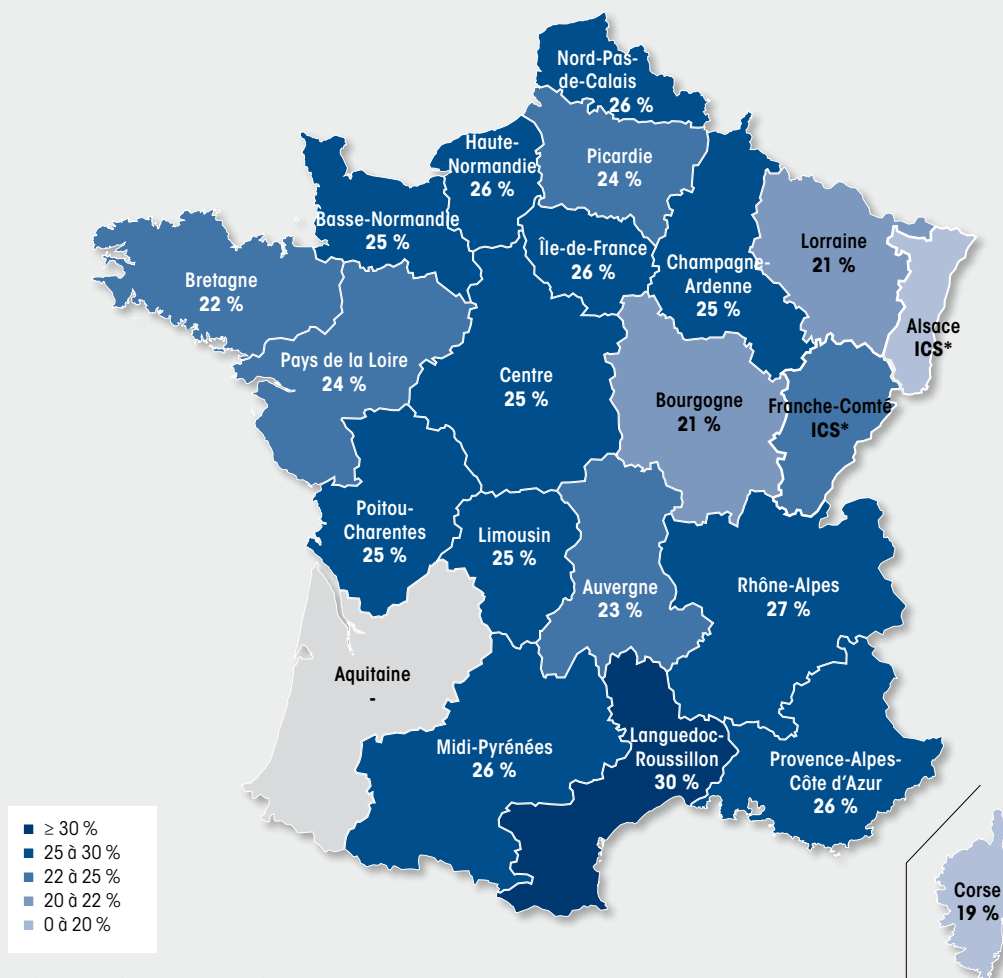 Nord-Pas-
de-Calais
26 %
Haute-
Normandie
26 %
Picardie
24 %
Basse-Normandie
25 %
Île-de-France
26 %
Champagne-
Ardenne
25 %
Lorraine
21 %
Alsace
ICS*
Bretagne
22 %
Pays de la Loire
24 %
Centre
25 %
Bourgogne
21 %
Franche-Comté
ICS*
Poitou-
Charentes
25 %
Limousin
25 %
Auvergne
23 %
Rhône-Alpes
27 %
Aquitaine
-
Midi-Pyrénées
26 %
Languedoc-
Roussillon
30 %
Provence-Alpes-
Côte d'Azur
26 %
Corse
19 %
≥ 30 %
25 à 30 %
22 à 25 %
20 à 22 %
0 à 20 %